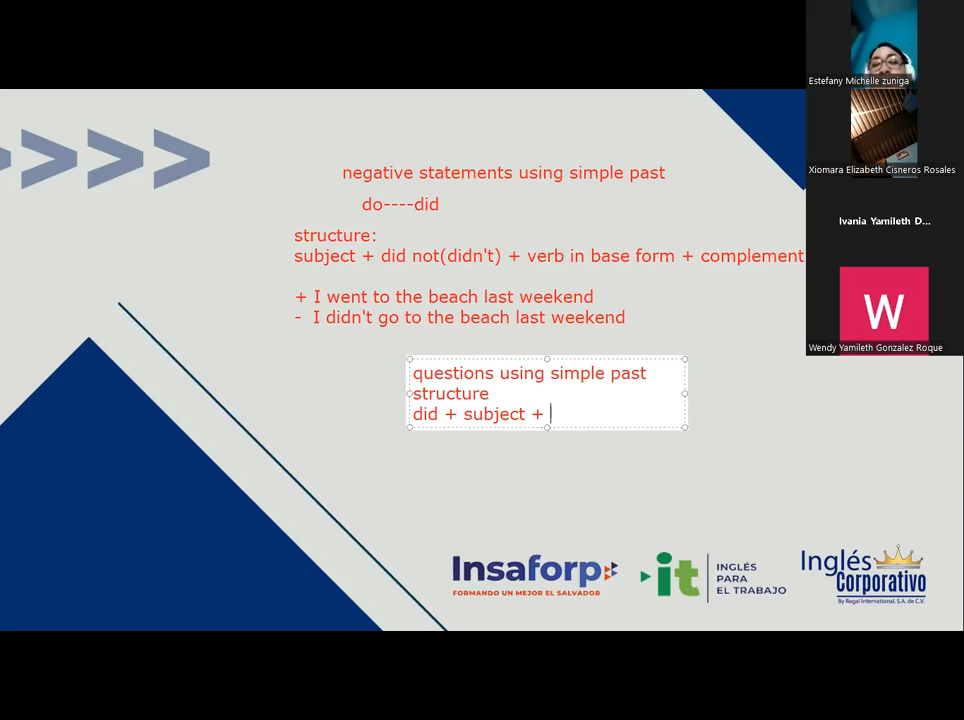 negative statements using simple past
do----did
structure:
subject + did not(didn't) + verb in base form + complement
+ I went to the beach last weekend
- I didn't go to the beach last weekend
questions using simple past
structure
did + subject +
Estefany Michelle zuniga
Xiomara Elizabeth Cisneros Rosales
Ivania Yamileth D...
W
Wendy Yamileth Gonzalez Roque
Insaforp
FORMANDO UN MEJOR EL SALVADOR
it
INGLÉS
PARA
EL TRABAJO
Inglés
Corporativo
By Regal International, S.A. de C.V.